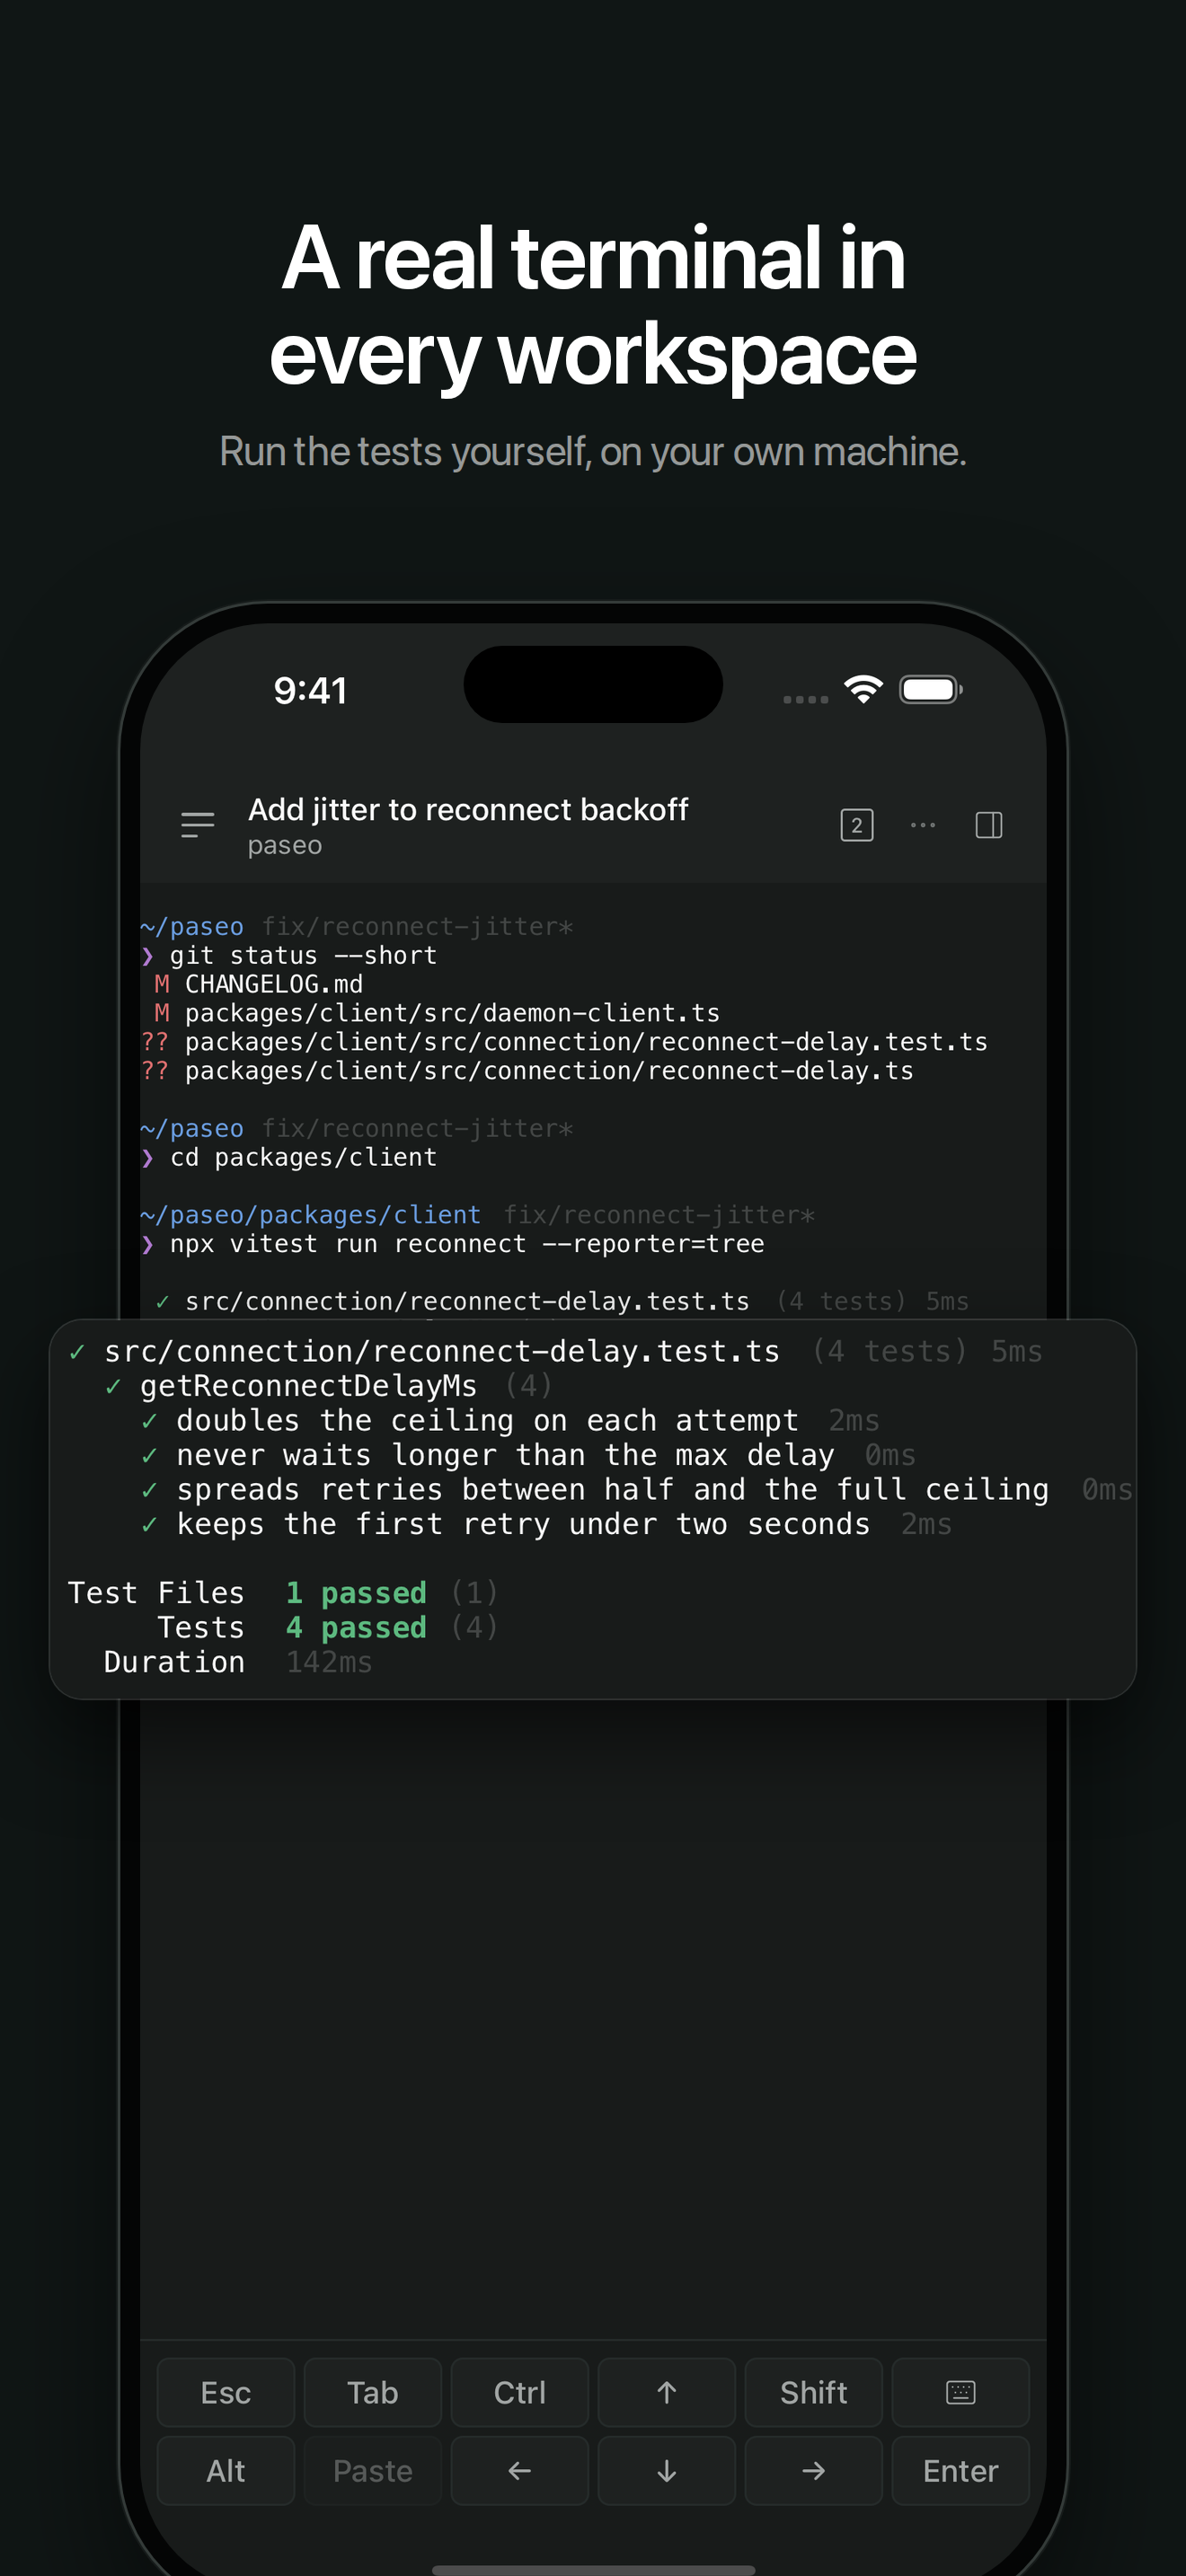 A real terminal in
every workspace
Run the tests yourself, on your own machine.
9:41
Add jitter to reconnect backoff
2
paseo
~/paseo fix/reconnect-jitter*
❯ git status --short
M CHANGELOG.md
M packages/client/src/daemon-client.ts
?? packages/client/src/connection/reconnect-delay.test.ts
?? packages/client/src/connection/reconnect-delay.ts
~/paseo fix/reconnect-jitter*
❯ cd packages/client
~/paseo/packages/client fix/reconnect-jitter*
❯ npx vitest run reconnect --reporter=tree
✓ src/connection/reconnect-delay.test.ts (4 tests) 5ms
✓ src/connection/reconnect-delay.test.ts (4 tests) 5ms
✓ getReconnectDelayMs (4)
✓ doubles the ceiling on each attempt 2ms
✓ never waits longer than the max delay 0ms
✓ spreads retries between half and the full ceiling 0ms
✓ keeps the first retry under two seconds 2ms
Test Files 1 passed (1)
Tests 4 passed (4)
Duration 142ms
Esc Tab Ctrl ↑ Shift
Alt Paste ← ↓ → Enter